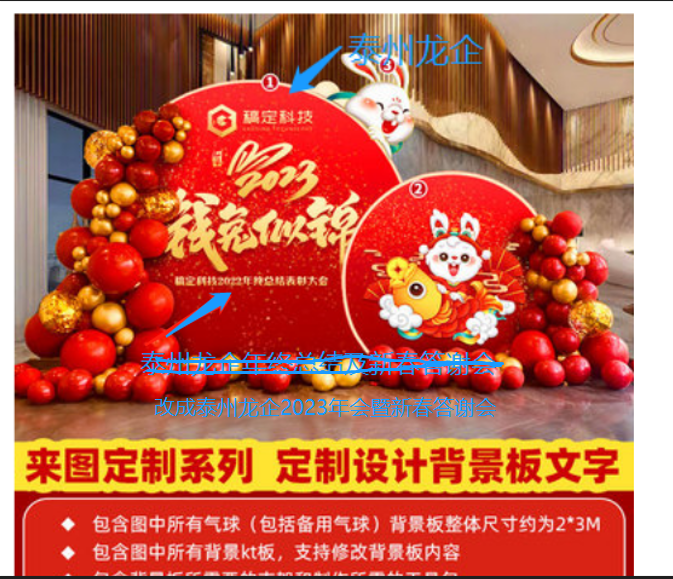 泰州龙企
③
①
稿定科技
2023
②
钱兔似锦
稿定科技2022年终总结表彰大会
泰州龙企年终总结及新春答谢会
改成泰州龙企2023年会暨新春答谢会
来图定制系列 定制设计背景板文字
◆ 包含图中所有气球（包括备用气球）背景板整体尺寸约为2*3M
◆ 包含图中所有背景kt板，支持修改背景板内容